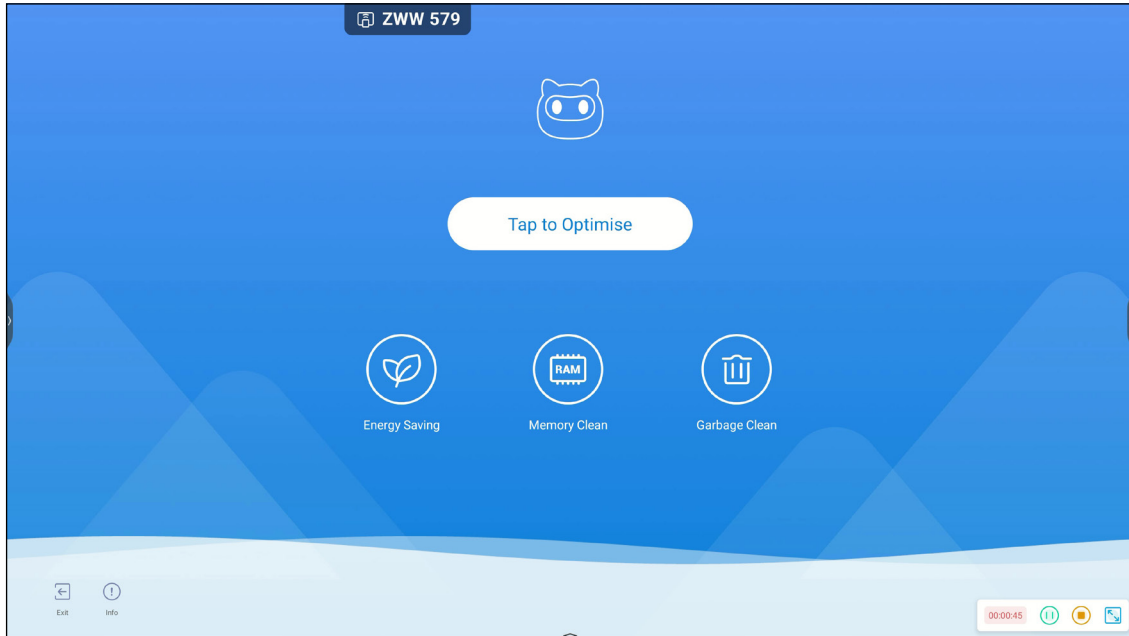 ZWW 579
Tap to Optimise
RAM
Energy Saving
Memory Clean
Garbage Clean
Exit
Info
00:00:45